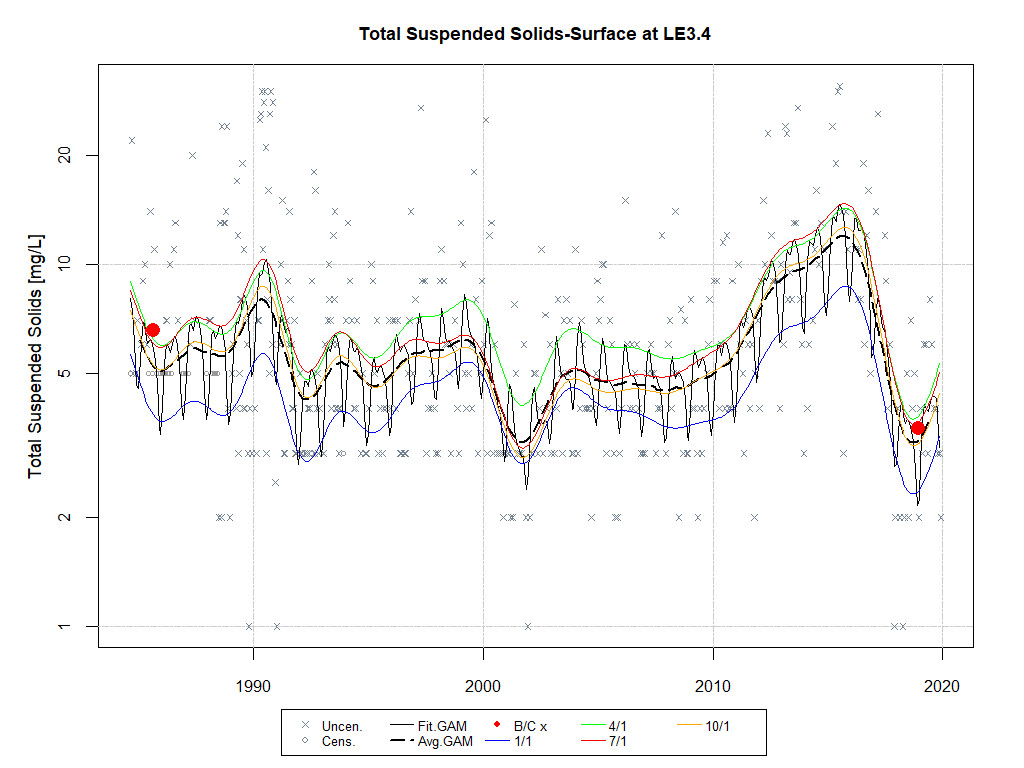 Total Suspended Solids-Surface at LE3.4
Total Suspended Solids [mg/L]
20
10
5
2
1
1990 2000 2010 2020
Uncen. Fit.GAM B/C x 4/1 10/1
Cens. Avg.GAM 1/1 7/1